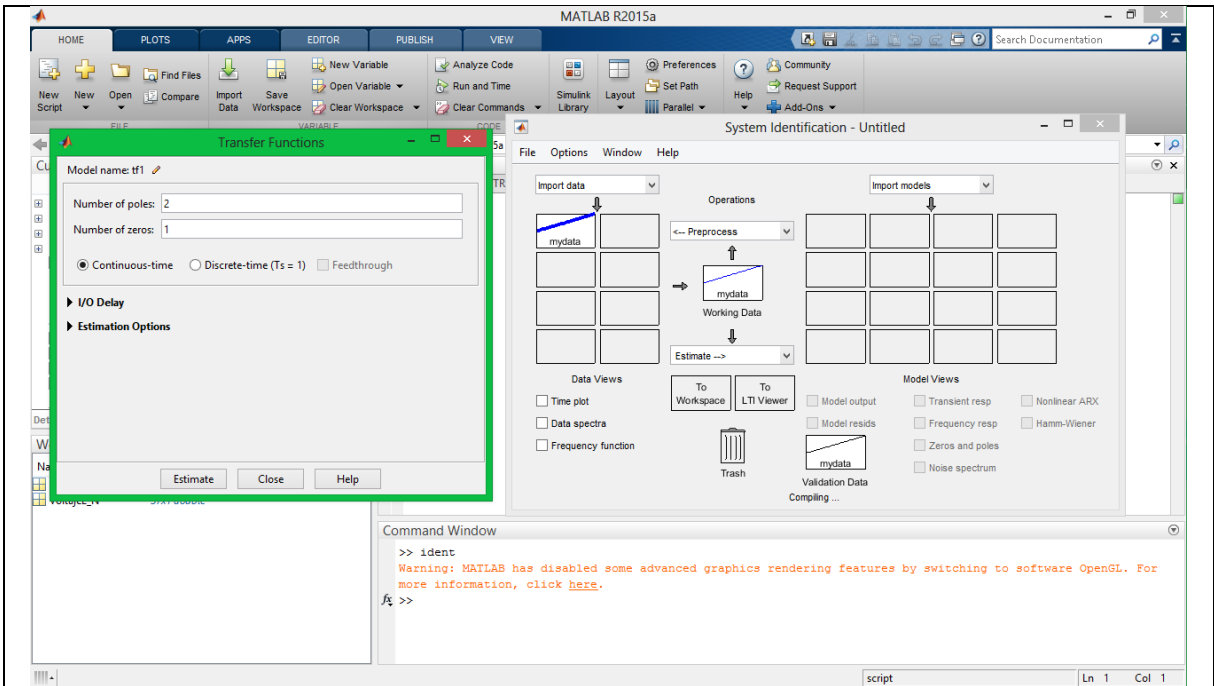 MATLAB R2015a
HOME PLOTS APPS EDITOR PUBLISH VIEW
Search Documentation
New Script
New
Open
Find Files
Compare
Import Data
Save Workspace
New Variable
Open Variable
Clear Workspace
Analyze Code
Run and Time
Clear Commands
Simulink Library
Layout
Preferences
Set Path
Parallel
Help
Community
Request Support
Add-Ons
FILE VARIABLE CODE
5a
Cu
TR
Transfer Functions
Model name: tf1
Number of poles: 2
Number of zeros: 1
Continuous-time Discrete-time (Ts = 1) Feedthrough
I/O Delay
Estimation Options
Estimate Close Help
Det
W
Na
System Identification - Untitled
File Options Window Help
Import data Import models
Operations
mydata
<-- Preprocess
mydata
Working Data
Estimate -->
Data Views
Time plot
Data spectra
Frequency function
To Workspace
To LTI Viewer
Trash
Model Views
Model output Transient resp Nonlinear ARX
Model resids Frequency resp Hamm-Wiener
Zeros and poles
Noise spectrum
mydata
Validation Data
Compiling ...
Command Window
>> ident
Warning: MATLAB has disabled some advanced graphics rendering features by switching to software OpenGL. For
more information, click here.
fx >>
script Ln 1 Col 1